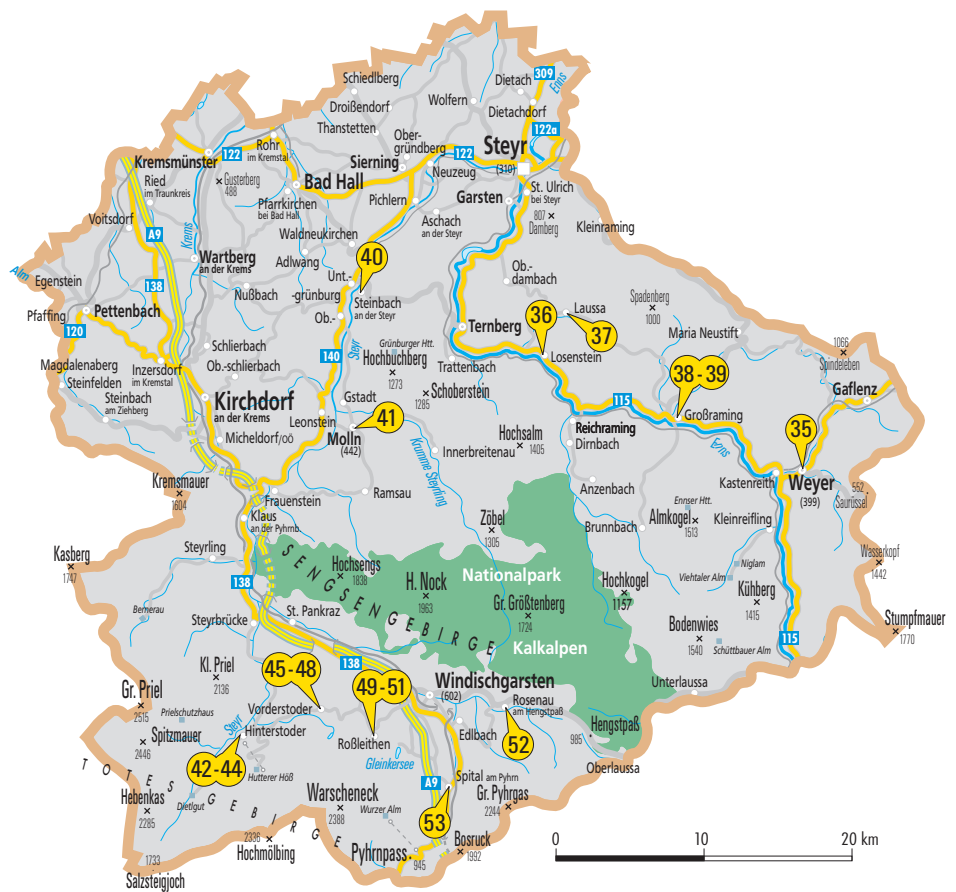 Schiedlberg
Droißendorf
Thanstetten
Wolfern
Dietach
309
Enns
Dietachdorf
122a
Ober-
gründberg
Steyr
(310)
122
Sierning
Neuzeug
Rohr
im Kremstal
122
Kremsmünster
Gusterberg
488
Bad Hall
Pfarrkirchen
bei Bad Hall
Ried
im Traunkreis
Pichlern
Garsten
St. Ulrich
bei Steyr
807
Damberg
Aschach
an der Steyr
Kleinraming
Voitsdorf
A9
Krems
Waldneukirchen
Adlwang
40
Wartberg
an der Krems
Alm
Egenstein
138
Nußbach
Unt.-
-grünburg
Ob.-
Steinbach
an der Steyr
Ob.-
dambach
Pfaffing
Pettenbach
120
36
Laussa
37
Spadenberg
1000
Ternberg
Maria Neustift
1066
Spindeleben
Magdalenaberg
Steinfelden
Steinbach
am Ziehberg
Inzersdorf
im Kremstal
Schlierbach
Ob.-schlierbach
140
Steyr
Grünburger Htt.
Hochbuchberg
1273
Trattenbach
Losenstein
38-39
Gaflenz
Kirchdorf
an der Krems
Gstadt
1285
Schoberstein
115
Großraming
Leonstein
41
Molln
(442)
Micheldorf/oö
Hochsalm
1405
Reichraming
Dirnbach
Enns
35
Innerbreitenau
Krumme Steyrling
Kastenreith
Weyer
(399)
Kremsmauer
1604
Frauenstein
Ramsau
Anzenbach
552
Saurüssel
Ennser Htt.
Almkogel
1513
Klaus
an der Pyhrnb.
Zöbel
1305
Brunnbach
Kleinreifling
Kasberg
1747
Steyrling
SENGSENGEBIRGE
Hochsengs
1838
H. Nock
1963
Nationalpark
Kalkalpen
Gr. Größtenberg
1724
Hochkogel
1157
Niglam
Viehtaler Alm
Kühberg
1415
Wasserkopf
1442
138
Bernerau
Steyrbrücke
St. Pankraz
Bodenwies
1540
Schüttbauer Alm
115
Stumpfmauer
1770
138
45-48
49-51
Kl. Priel
2136
Windischgarsten
(602)
Unterlaussa
Gr. Priel
2515
Prielschutzhaus
Vorderstoder
Rosenau
am Hengstpaß
Steyr
Spitzmauer
2446
Hinterstoder
Roßleithen
Edlbach
52
985
Hengstpaß
Gleinkersee
Oberlaussa
42-44
Hutterer Höß
TOTES GEBIRGE
A9
Spital am Pyhrn
Hebenkas
2285
Dietlgut
Warscheneck
2388
Wurzer Alm
53
Gr. Pyhrgas
2244
2336
Hochmölbing
Pyhrnpass
945
Bosruck
1992
1733
Salzsteigjoch
0 10 20 km